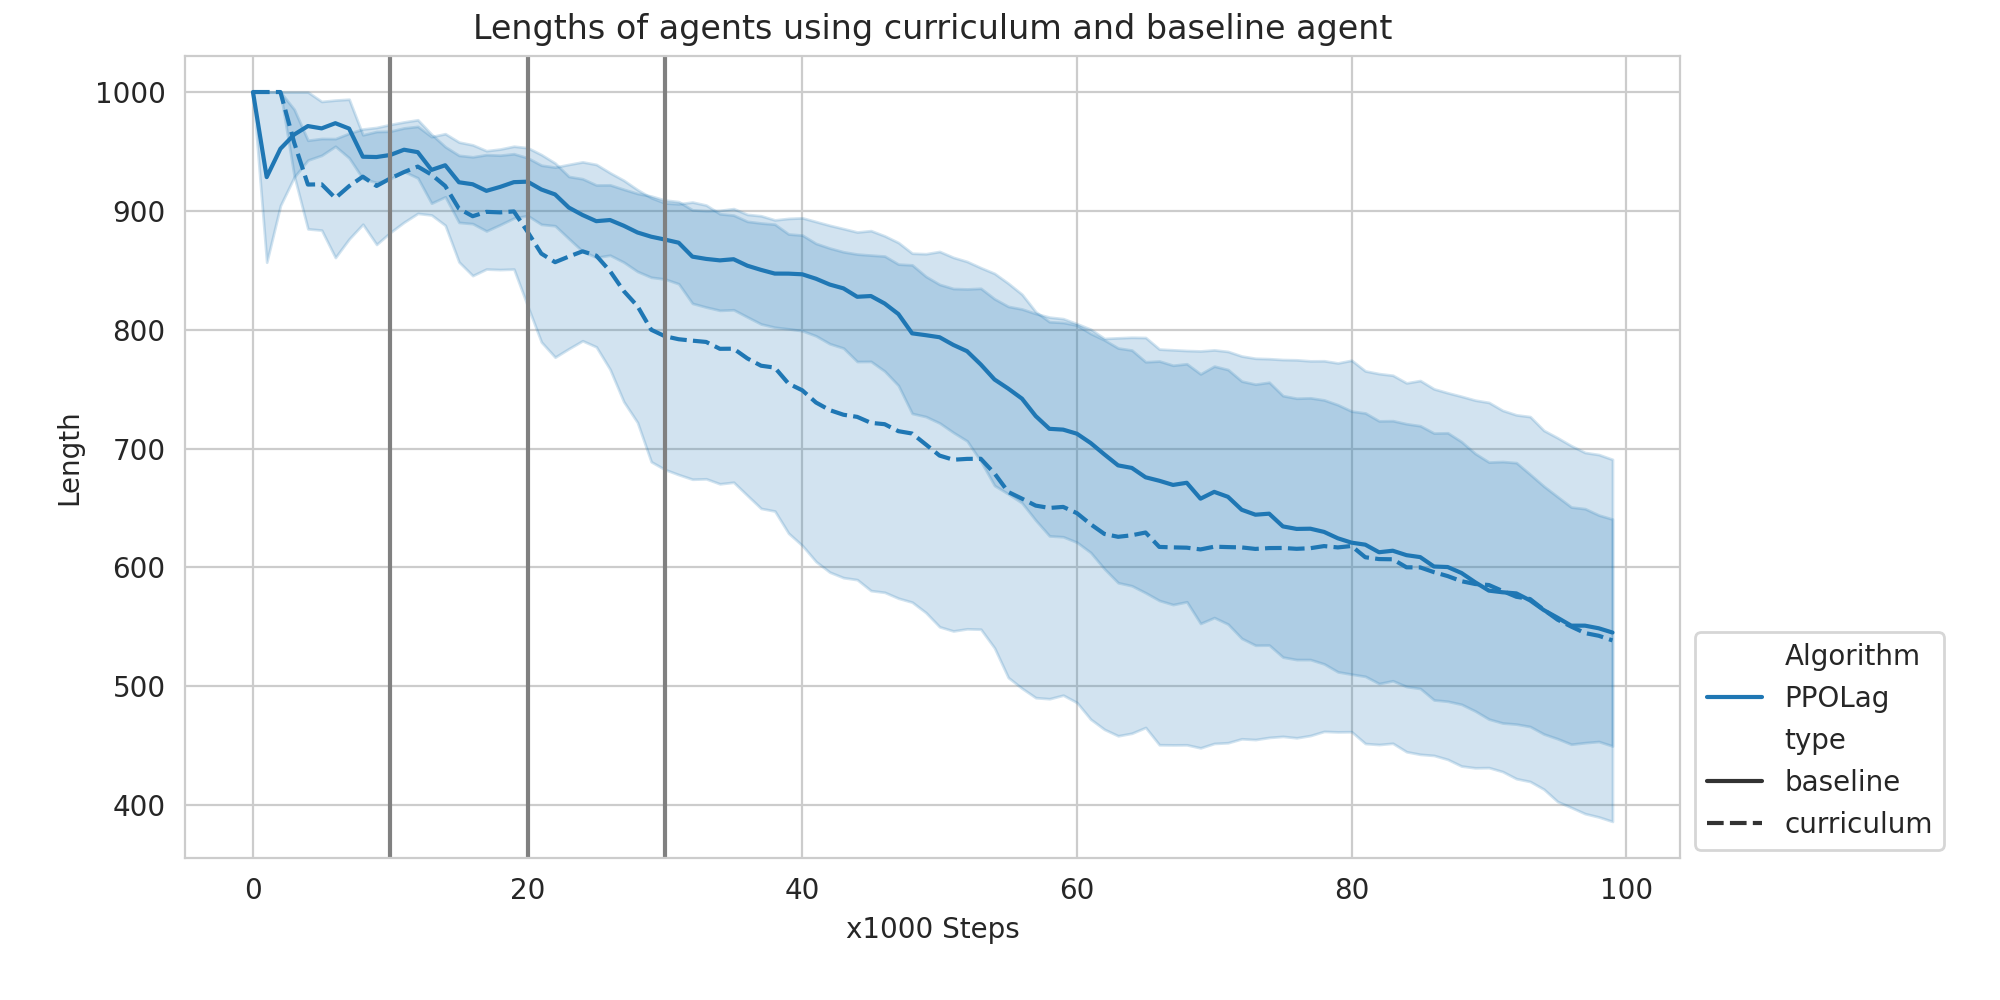 Lengths of agents using curriculum and baseline agent
1000
900
800
700
600
500
400
Length
0 20 40 60 80 100
x1000 Steps
Algorithm
PPOLag
type
baseline
curriculum